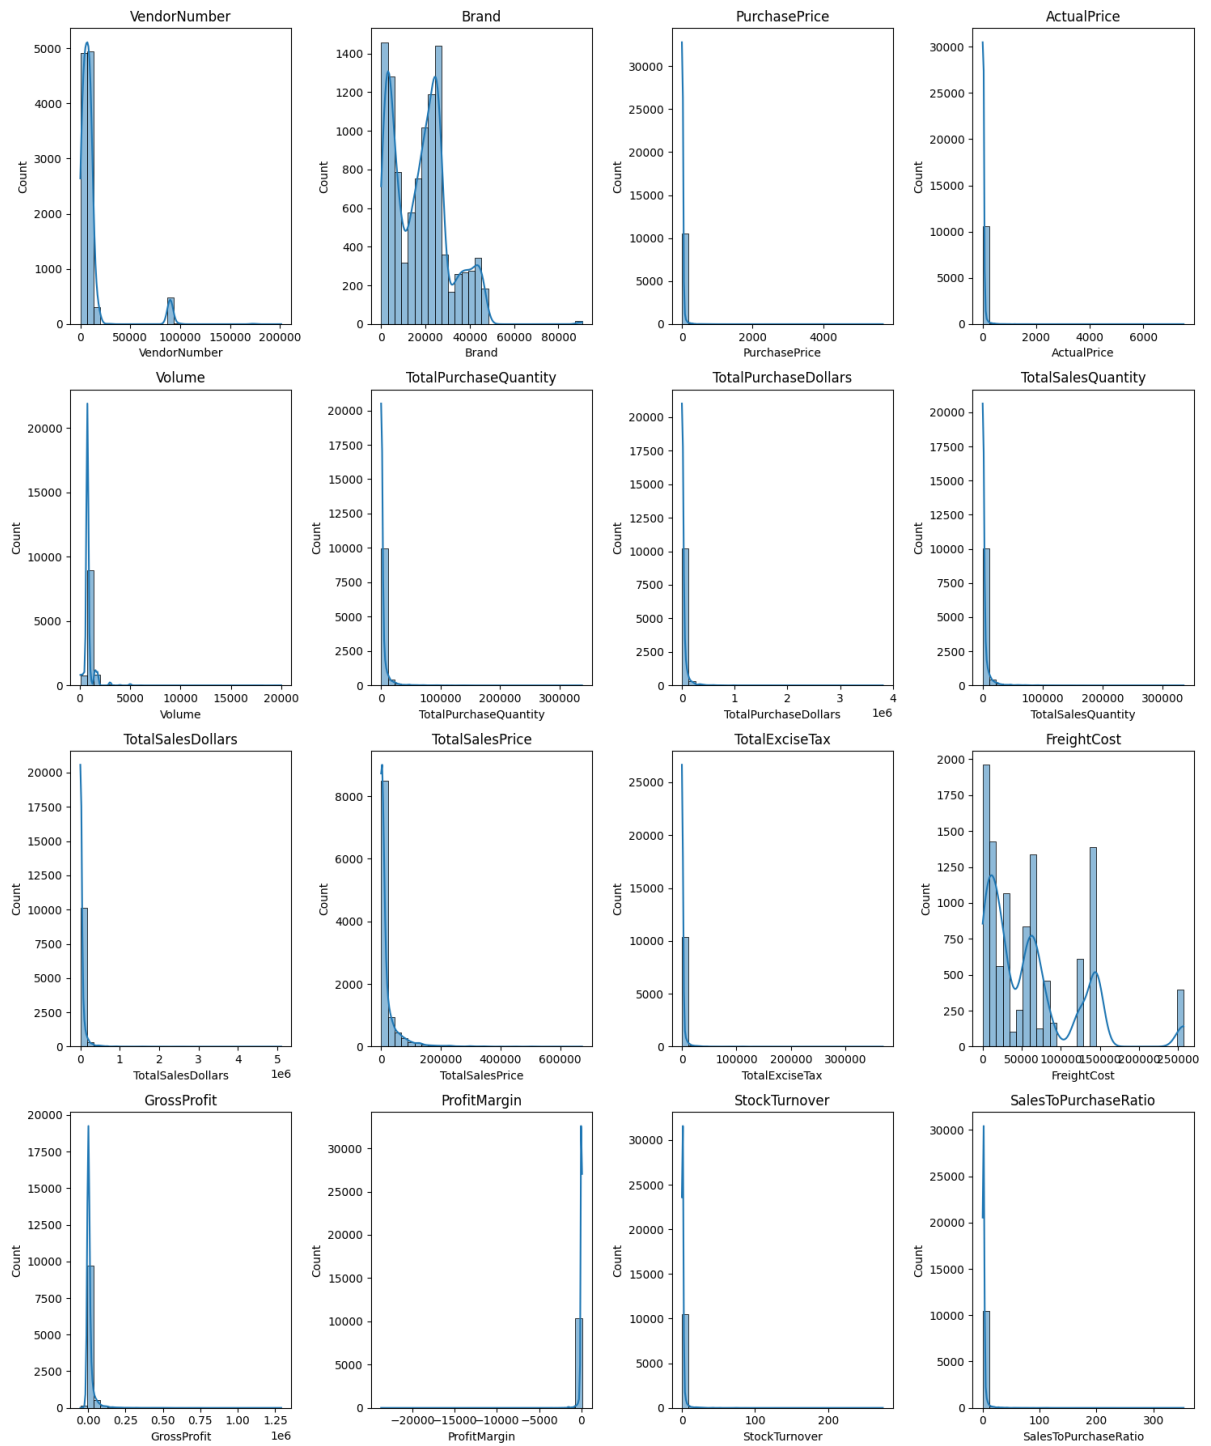 VendorNumber
5000
4000
3000
2000
1000
0
Count
0 50000 100000 150000 200000
VendorNumber
Brand
1400
1200
1000
800
600
400
200
0
Count
0 20000 40000 60000 80000
Brand
PurchasePrice
30000
25000
20000
15000
10000
5000
0
Count
0 2000 4000
PurchasePrice
ActualPrice
30000
25000
20000
15000
10000
5000
0
Count
0 2000 4000 6000
ActualPrice
Volume
20000
15000
10000
5000
0
Count
0 5000 10000 15000 20000
Volume
TotalPurchaseQuantity
20000
17500
15000
12500
10000
7500
5000
2500
0
Count
0 100000 200000 300000
TotalPurchaseQuantity
TotalPurchaseDollars
20000
17500
15000
12500
10000
7500
5000
2500
0
Count
0 1 2 3 4
1e6
TotalPurchaseDollars
TotalSalesQuantity
20000
17500
15000
12500
10000
7500
5000
2500
0
Count
0 100000 200000 300000
TotalSalesQuantity
TotalSalesDollars
20000
17500
15000
12500
10000
7500
5000
2500
0
Count
0 1 2 3 4 5
1e6
TotalSalesDollars
TotalSalesPrice
8000
6000
4000
2000
0
Count
0 200000 400000 600000
TotalSalesPrice
TotalExciseTax
25000
20000
15000
10000
5000
0
Count
0 100000 200000 300000
TotalExciseTax
FreightCost
2000
1750
1500
1250
1000
750
500
250
0
Count
0 50000 100000 150000 200000 250000
FreightCost
GrossProfit
20000
17500
15000
12500
10000
7500
5000
2500
0
Count
0.00 0.25 0.50 0.75 1.00 1.25
1e6
GrossProfit
ProfitMargin
30000
25000
20000
15000
10000
5000
0
Count
−20000 −15000 −10000 −5000 0
ProfitMargin
StockTurnover
30000
25000
20000
15000
10000
5000
0
Count
0 100 200
StockTurnover
SalesToPurchaseRatio
30000
25000
20000
15000
10000
5000
0
Count
0 100 200 300
SalesToPurchaseRatio